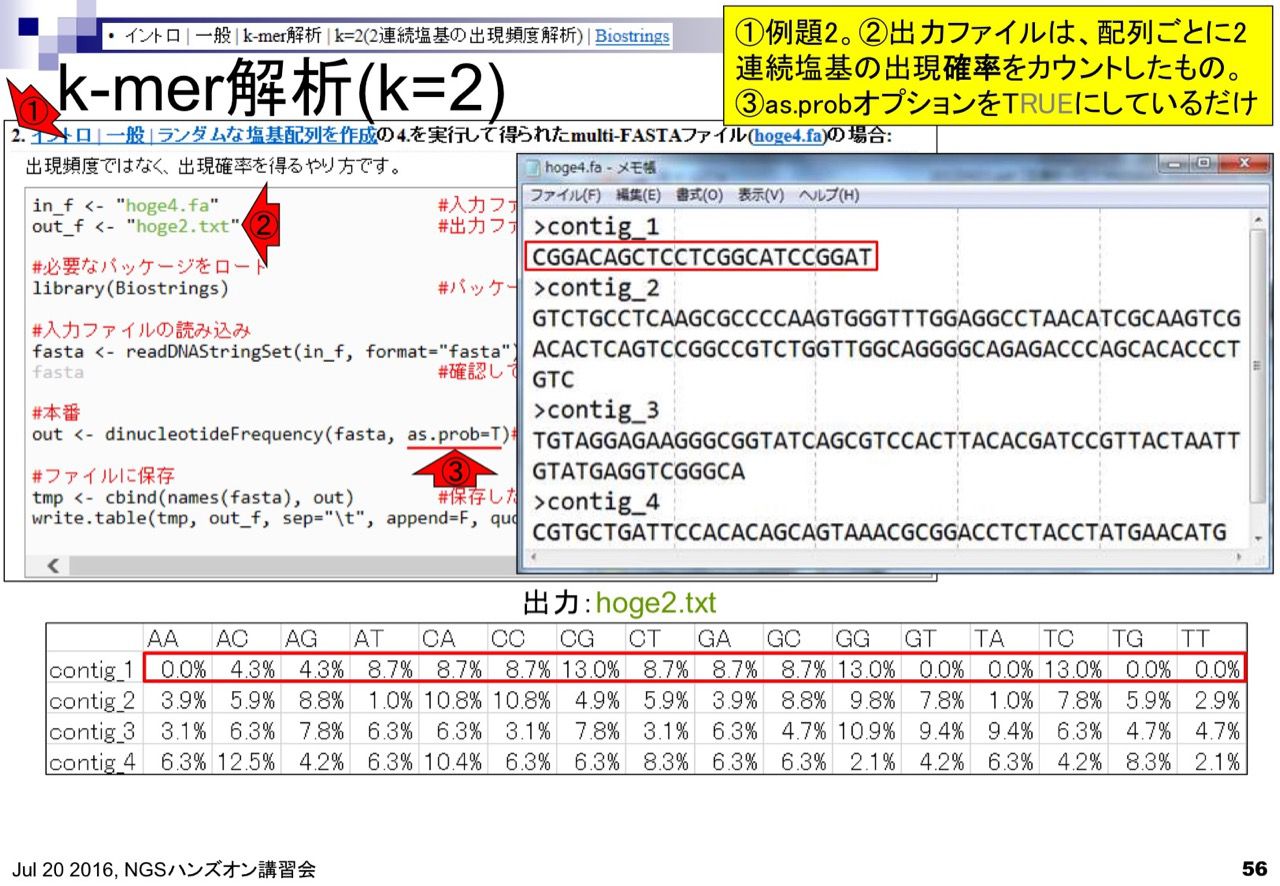 • イントロ | 一般 | k-mer解析 | k=2(2連続塩基の出現頻度解析) | Biostrings
k-mer解析(k=2)
①例題2。②出力ファイルは、配列ごとに2
連続塩基の出現確率をカウントしたもの。
③as.probオプションをTRUEにしているだけ
①
2. イントロ | 一般 | ランダムな塩基配列を作成の4.を実行して得られたmulti-FASTAファイル(hoge4.fa)の場合:
出現頻度ではなく、出現確率を得るやり方です。
in_f <- "hoge4.fa" #入力ファ
out_f <- "hoge2.txt" #出力ファ
②
#必要なパッケージをロード
library(Biostrings) #パッケー
#入力ファイルの読み込み
fasta <- readDNAStringSet(in_f, format="fasta")
fasta #確認して
#本番
out <- dinucleotideFrequency(fasta, as.prob=T)#
③
#ファイルに保存
tmp <- cbind(names(fasta), out) #保存した
write.table(tmp, out_f, sep="\t", append=F, quo
hoge4.fa - メモ帳
ファイル(F) 編集(E) 書式(O) 表示(V) ヘルプ(H)
>contig_1
CGGACAGCTCCTCGGCATCCGGAT
>contig_2
GTCTGCCTCAAGCGCCCCAAGTGGGTTTGGAGGCCTAACATCGCAAGTCG
ACACTCAGTCCGGCCGTCTGGTTGGCAGGGGCAGAGACCCAGCACACCCT
GTC
>contig_3
TGTAGGAGAAGGGCGGTATCAGCGTCCACTTACACGATCCGTTACTAATT
GTATGAGGTCGGGCA
>contig_4
CGTGCTGATTCCACACAGCAGTAAACGCGGACCTCTACCTATGAACATG
出力:hoge2.txt
AA AC AG AT CA CC CG CT GA GC GG GT TA TC TG TT
contig_1 0.0% 4.3% 4.3% 8.7% 8.7% 8.7% 13.0% 8.7% 8.7% 8.7% 13.0% 0.0% 0.0% 13.0% 0.0% 0.0%
contig_2 3.9% 5.9% 8.8% 1.0% 10.8% 10.8% 4.9% 5.9% 3.9% 8.8% 9.8% 7.8% 1.0% 7.8% 5.9% 2.9%
contig_3 3.1% 6.3% 7.8% 6.3% 6.3% 3.1% 7.8% 3.1% 6.3% 4.7% 10.9% 9.4% 9.4% 6.3% 4.7% 4.7%
contig_4 6.3% 12.5% 4.2% 6.3% 10.4% 6.3% 6.3% 8.3% 6.3% 6.3% 2.1% 4.2% 6.3% 4.2% 8.3% 2.1%
Jul 20 2016, NGSハンズオン講習会
56